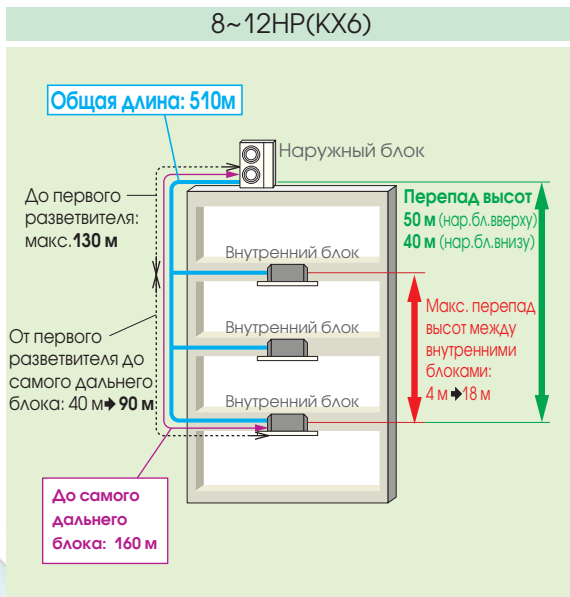 8~12HP(KX6)
Общая длина: 510м
Наружный блок
До первого
разветвителя:
макс.130 м
Перепад высот
50 м (нар.бл.вверху)
40 м (нар.бл.внизу)
Внутренний блок
Макс. перепад
высот между
внутренними
блоками:
4 м➧18 м
От первого
разветвителя до
самого дальнего
блока: 40 м➧90 м
Внутренний блок
Внутренний блок
До самого
дальнего
блока: 160 м